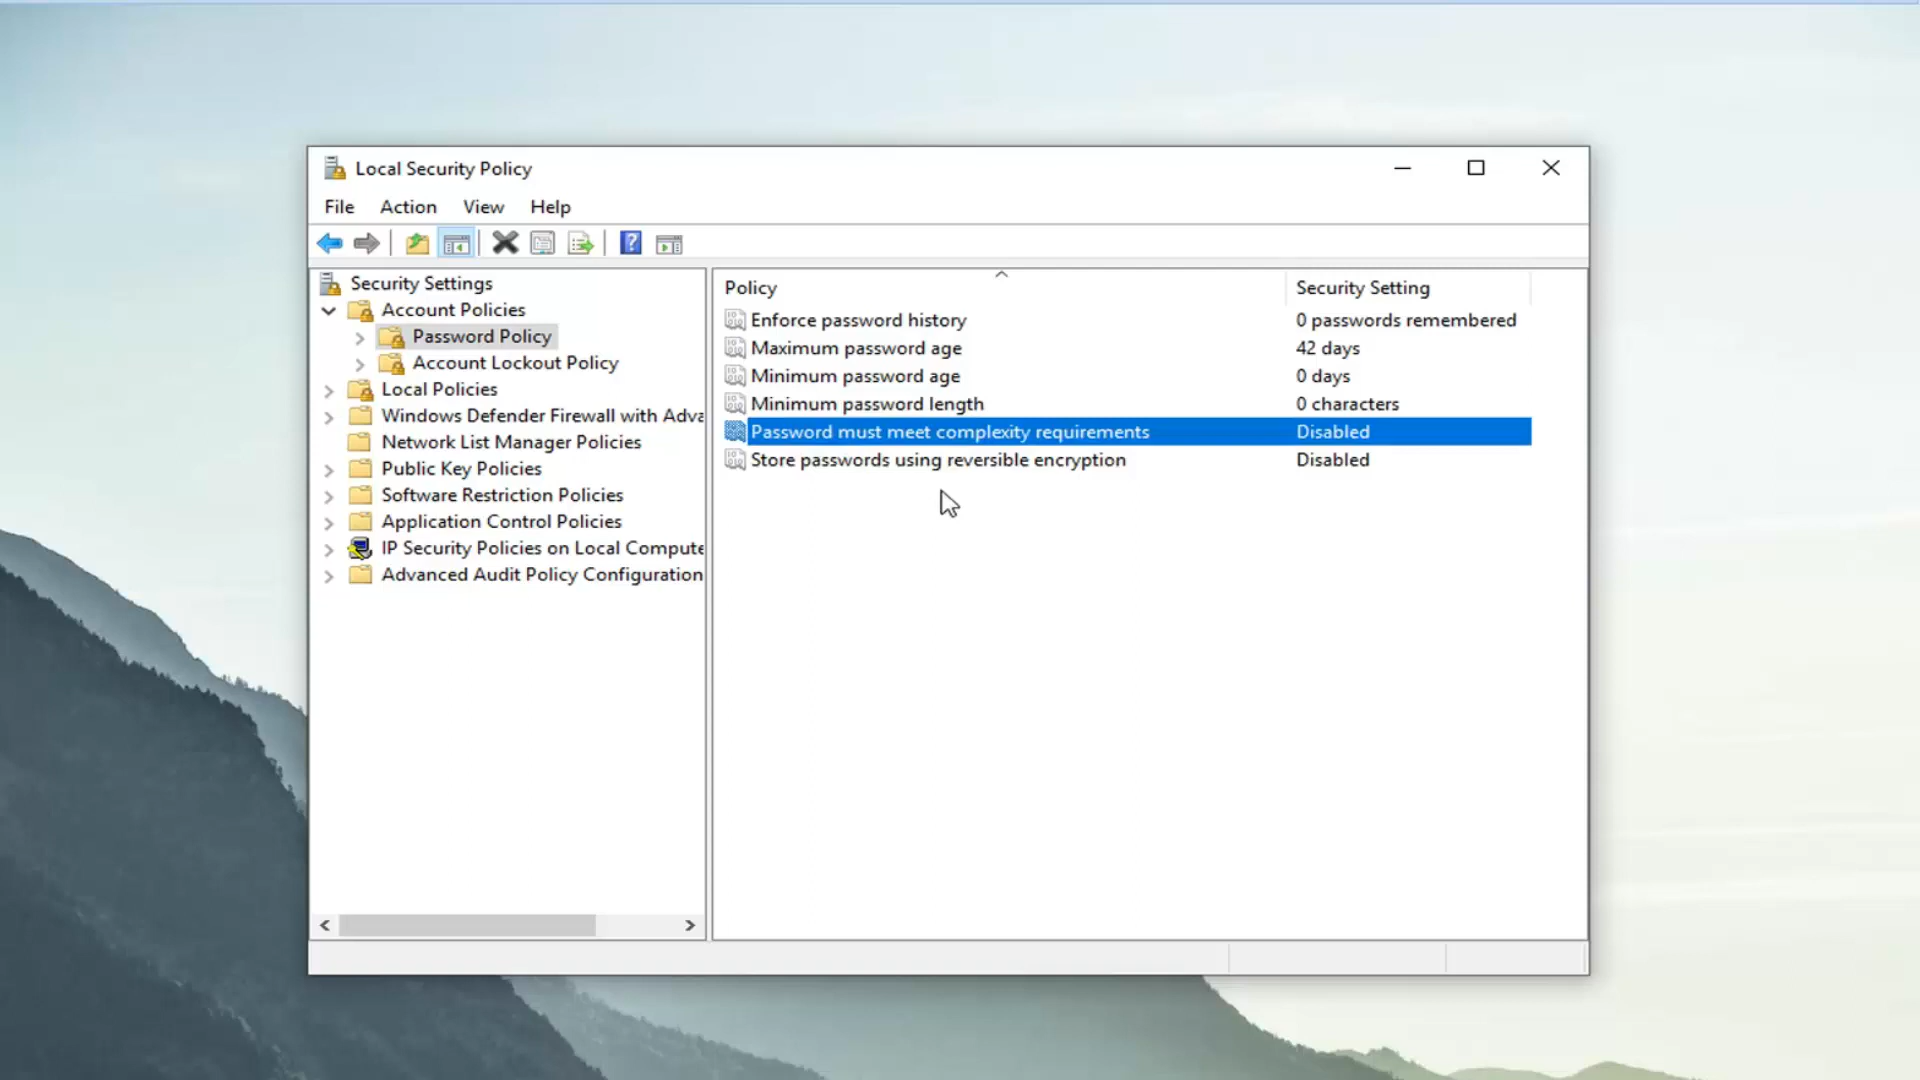 Local Security Policy
File Action View Help
Security Settings
Account Policies
Password Policy
Account Lockout Policy
Local Policies
Windows Defender Firewall with Adva
Network List Manager Policies
Public Key Policies
Software Restriction Policies
Application Control Policies
IP Security Policies on Local Compute
Advanced Audit Policy Configuration
Policy Security Setting
Enforce password history 0 passwords remembered
Maximum password age 42 days
Minimum password age 0 days
Minimum password length 0 characters
Password must meet complexity requirements Disabled
Store passwords using reversible encryption Disabled